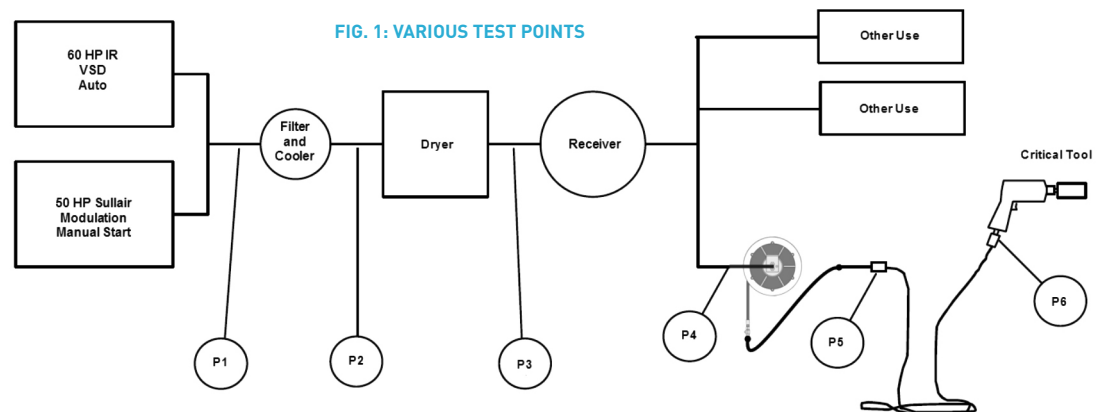 FIG. 1: VARIOUS TEST POINTS
60 HP IR
VSD
Auto
50 HP Sullair
Modulation
Manual Start
Filter
and
Cooler
Dryer
Receiver
Other Use
Other Use
Critical Tool
P1
P2
P3
P4
P5
P6